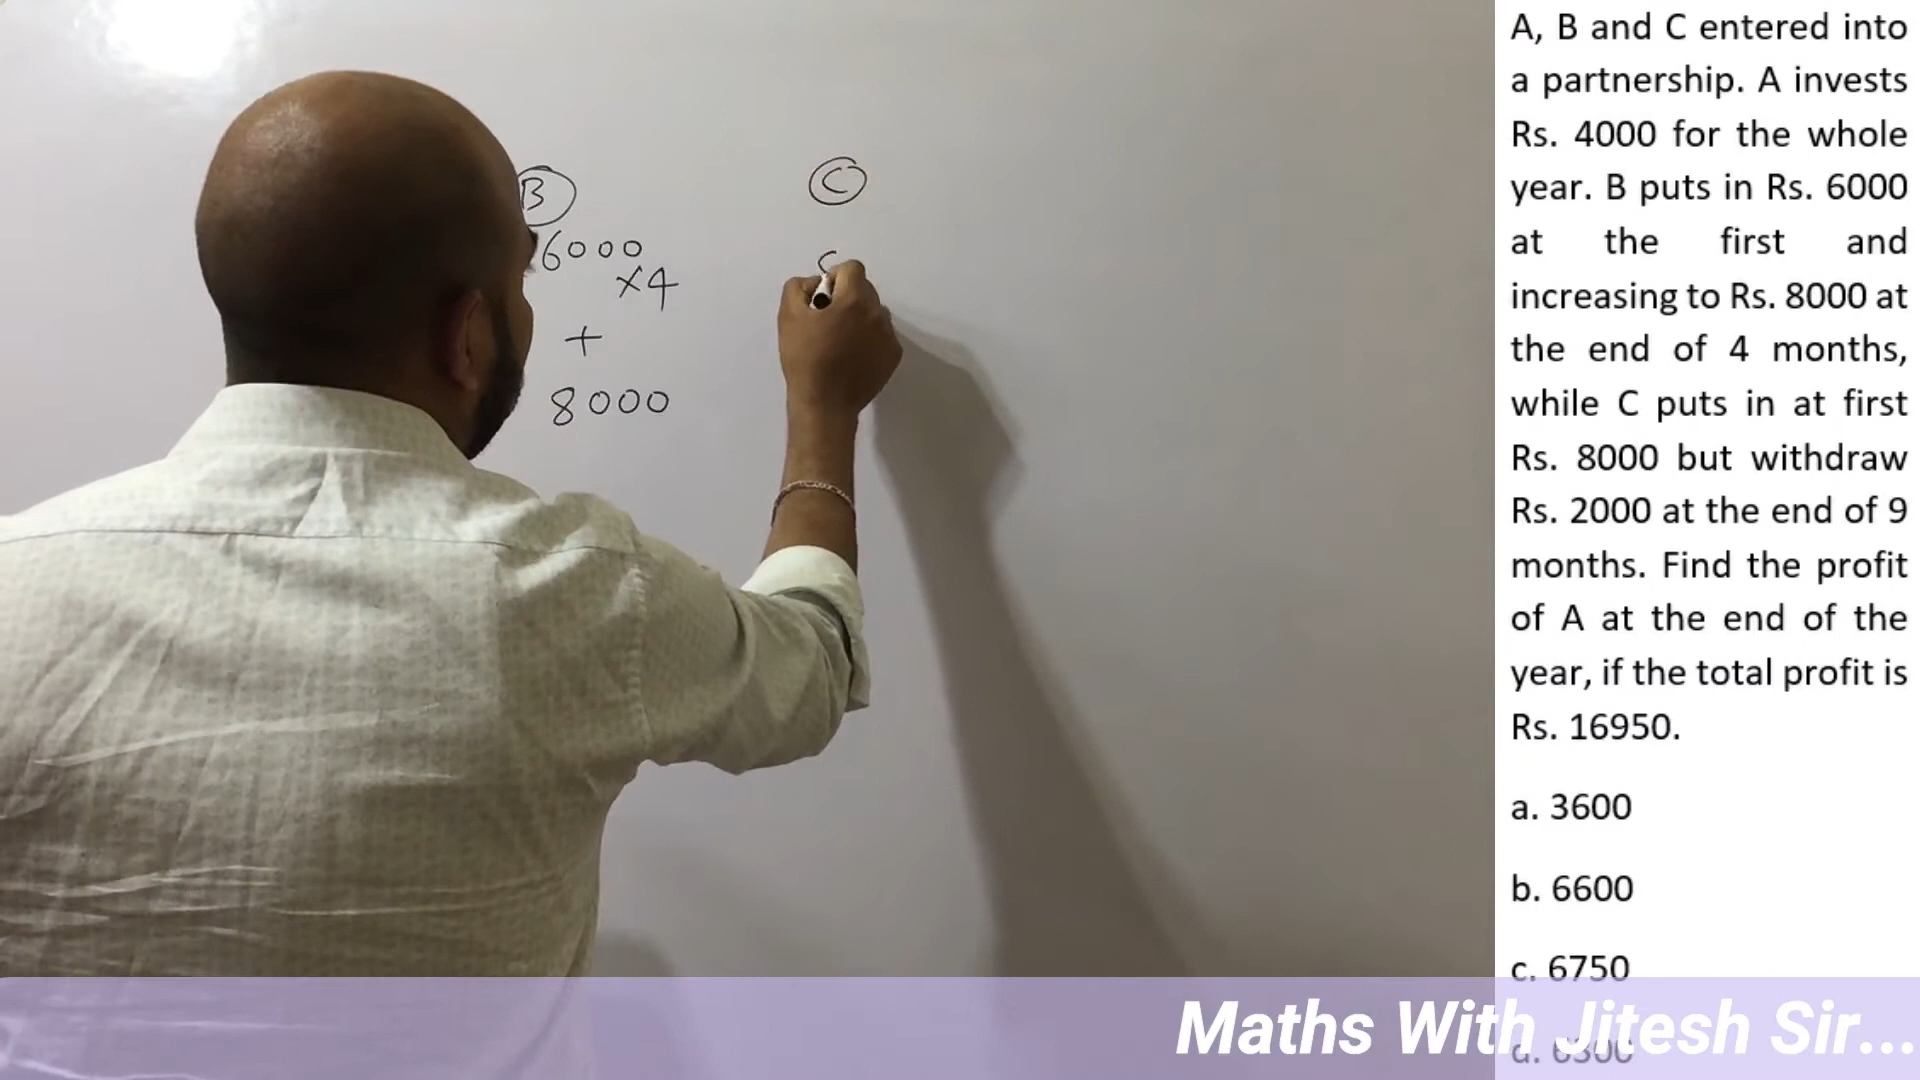 B
C
6000
×4
+
8000
A, B and C entered into
a partnership. A invests
Rs. 4000 for the whole
year. B puts in Rs. 6000
at the first and
increasing to Rs. 8000 at
the end of 4 months,
while C puts in at first
Rs. 8000 but withdraw
Rs. 2000 at the end of 9
months. Find the profit
of A at the end of the
year, if the total profit is
Rs. 16950.
a. 3600
b. 6600
c. 6750
d. 6300
Maths With Jitesh Sir...